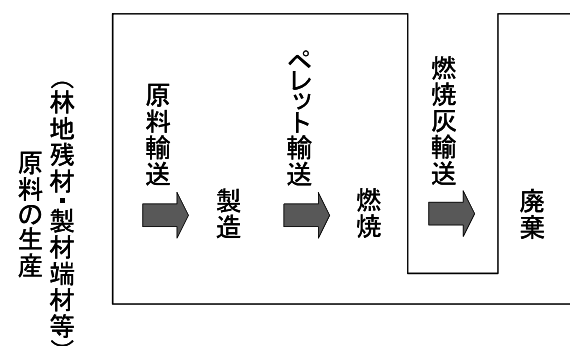 原料の生産
（林地残材・製材端材等）
原料輸送
製造
ペレット輸送
燃焼
燃焼灰輸送
廃棄